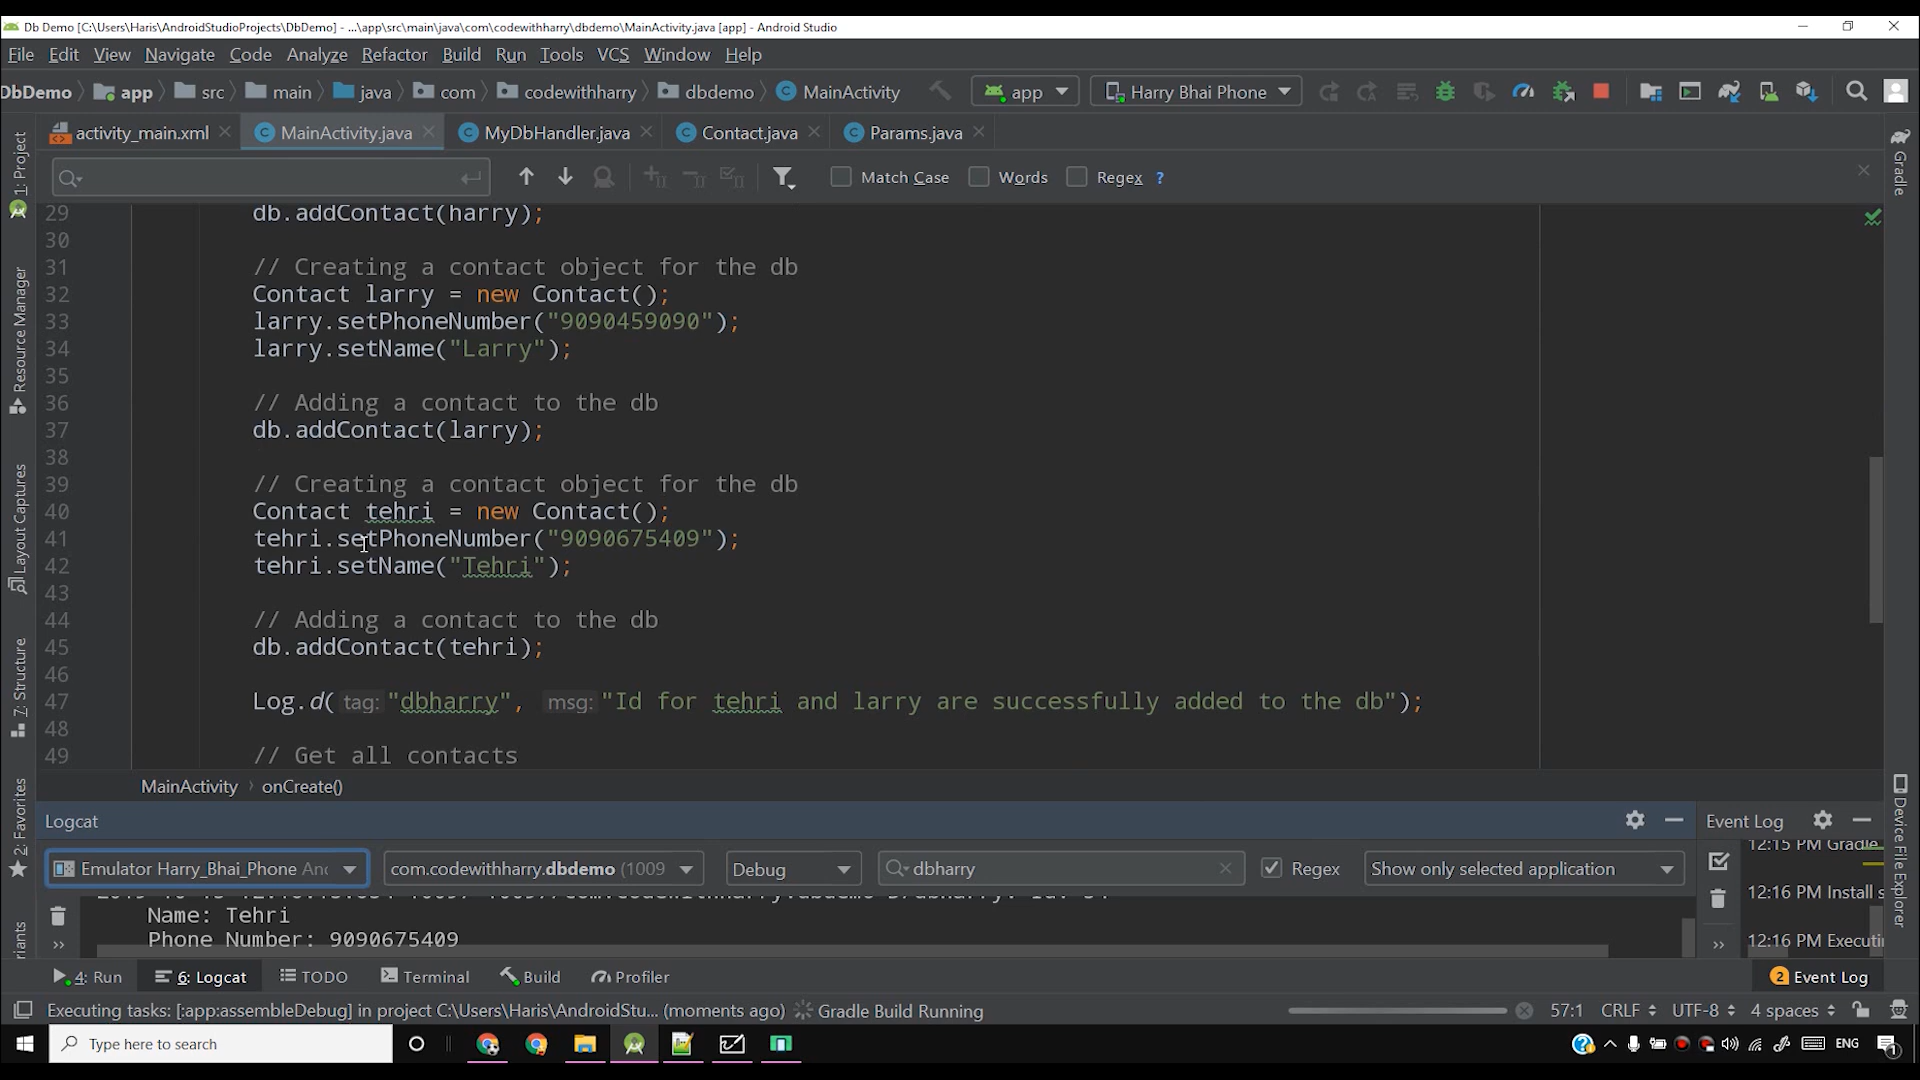 Db Demo [C:\Users\Haris\AndroidStudioProjects\DbDemo] - ...\app\src\main\java\com\codewithharry\dbdemo\MainActivity.java [app] - Android Studio
File Edit View Navigate Code Analyze Refactor Build Run Tools VCS Window Help
DbDemo app src main java com codewithharry dbdemo MainActivity app Harry Bhai Phone
activity_main.xml MainActivity.java MyDbHandler.java Contact.java Params.java
Match Case Words Regex ?
1: Project
Resource Manager
Layout Captures
7: Structure
2: Favorites
Gradle
Device File Explorer
29 db.addContact(harry);
30
31 // Creating a contact object for the db
32 Contact larry = new Contact();
33 larry.setPhoneNumber("9090459090");
34 larry.setName("Larry");
35
36 // Adding a contact to the db
37 db.addContact(larry);
38
39 // Creating a contact object for the db
40 Contact tehri = new Contact();
41 tehri.setPhoneNumber("9090675409");
42 tehri.setName("Tehri");
43
44 // Adding a contact to the db
45 db.addContact(tehri);
46
47 Log.d( tag: "dbharry", msg: "Id for tehri and larry are successfully added to the db");
48
49 // Get all contacts
MainActivity › onCreate()
Logcat
Event Log
Emulator Harry_Bhai_Phone com.codewithharry.dbdemo (1009 Debug dbharry Regex Show only selected application
12:15 PM Gradle
12:16 PM Install s
12:16 PM Executi
Name: Tehri
Phone Number: 9090675409
4: Run 6: Logcat TODO Terminal Build Profiler 2 Event Log
Executing tasks: [:app:assembleDebug] in project C:\Users\Haris\AndroidStu... (moments ago) Gradle Build Running 57:1 CRLF UTF-8 4 spaces
Type here to search ENG 1